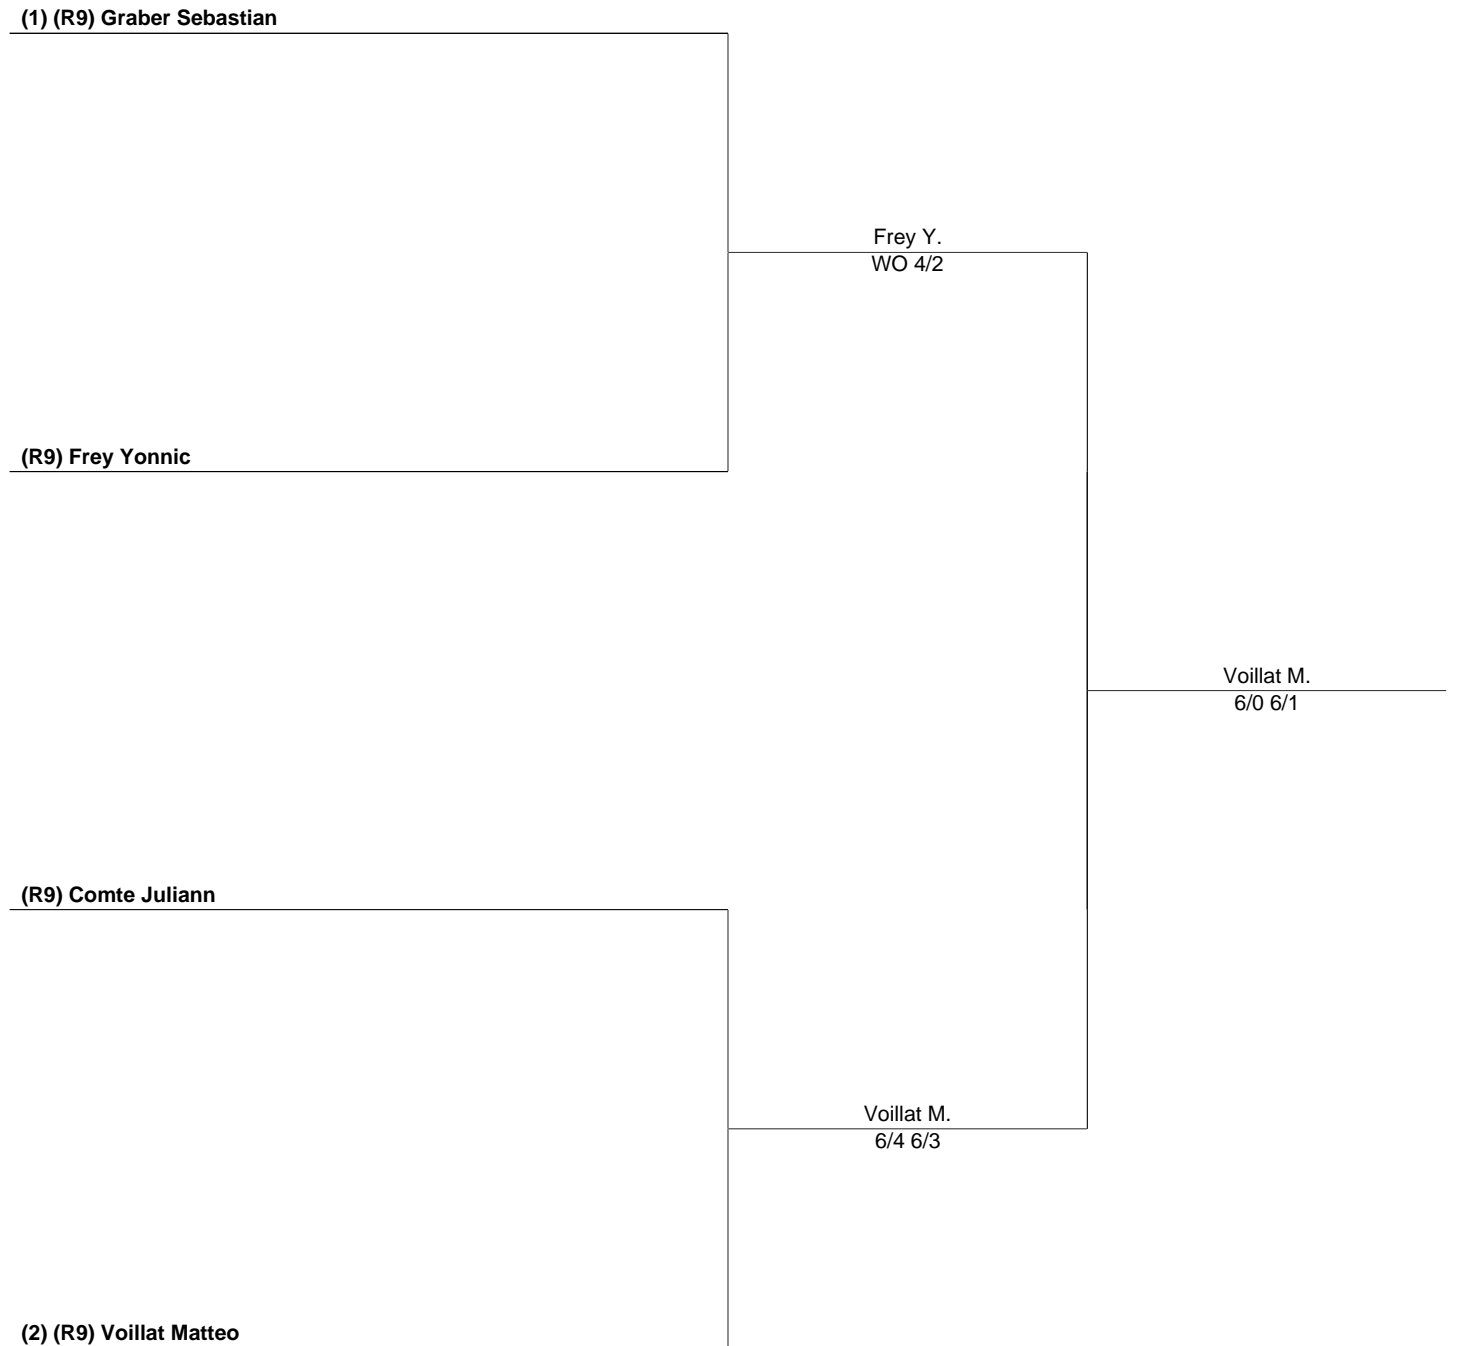 (1) (R9) Graber Sebastian
Frey Y.
WO 4/2
(R9) Frey Yonnic
Voillat M.
6/0 6/1
(R9) Comte Juliann
Voillat M.
6/4 6/3
(2) (R9) Voillat Matteo